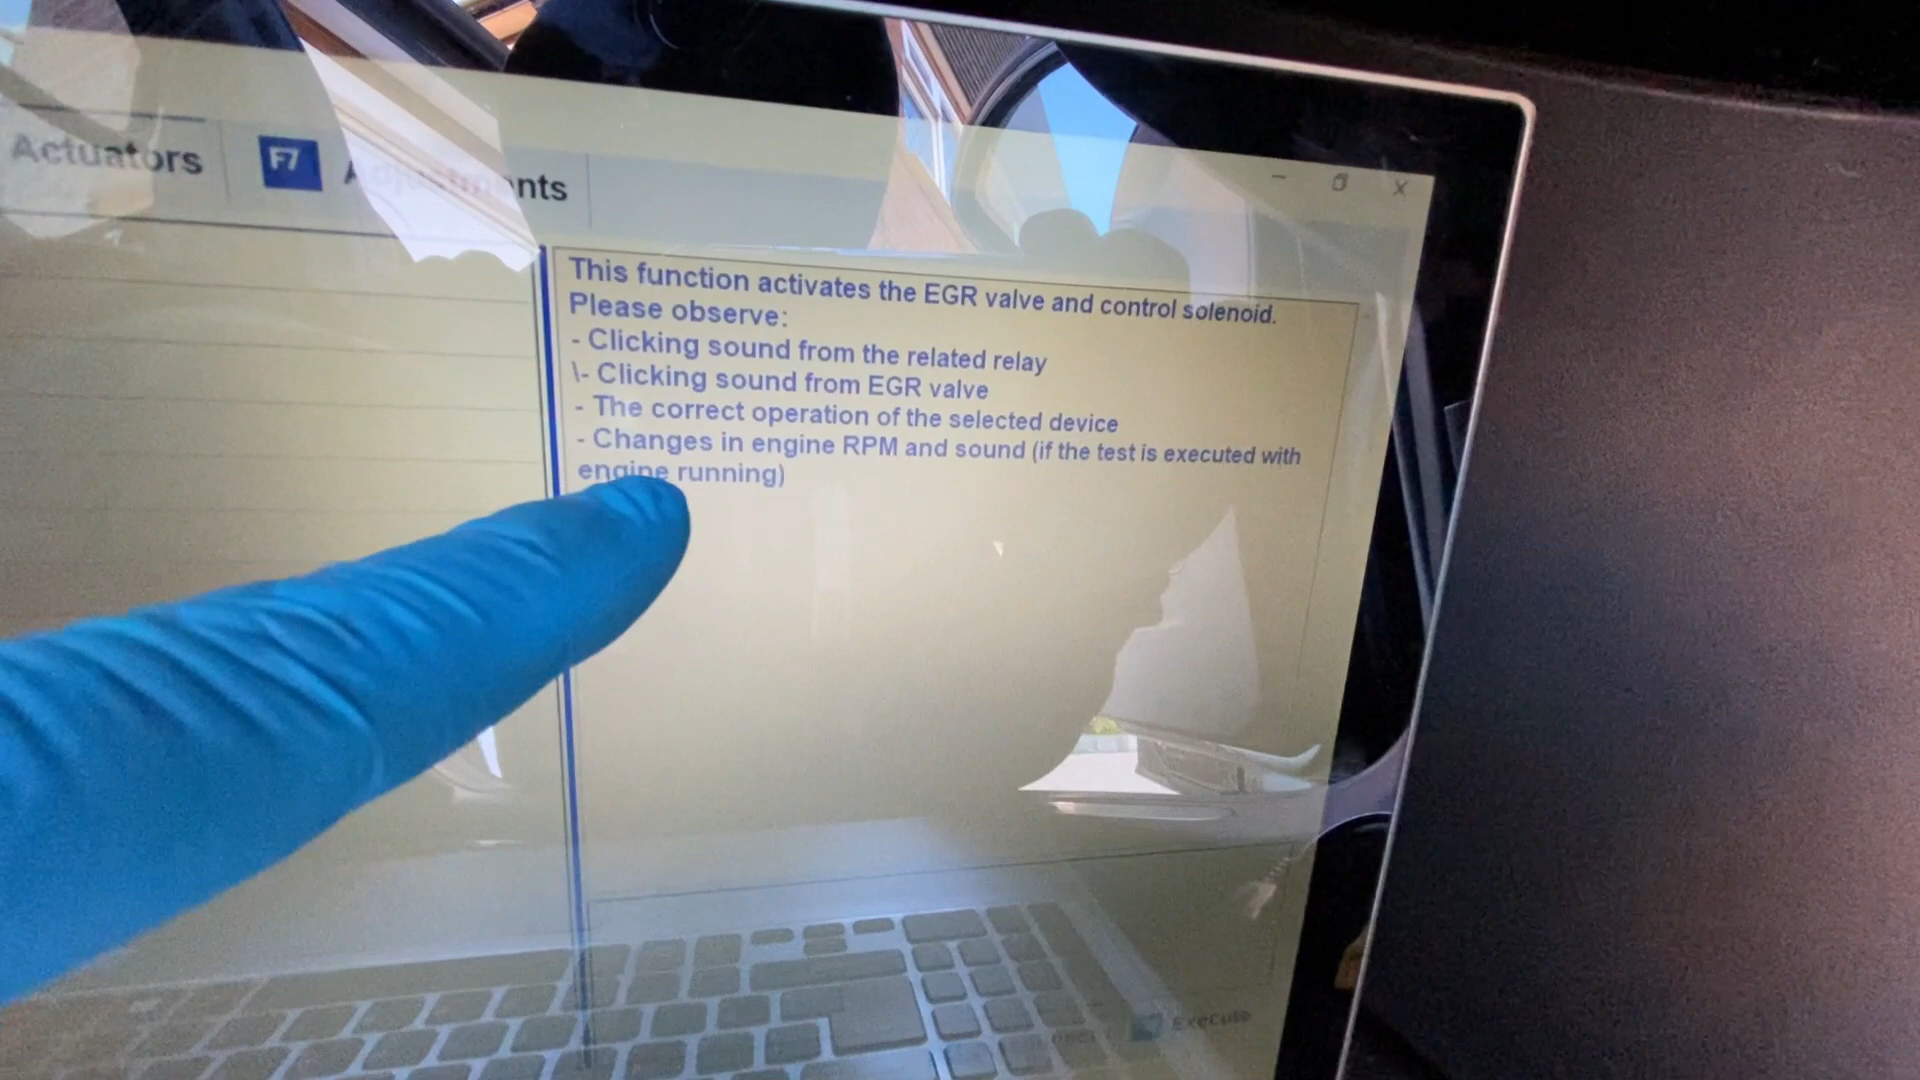 Actuators
F7 Adjustments
This function activates the EGR valve and control solenoid.
Please observe:
- Clicking sound from the related relay
\- Clicking sound from EGR valve
- The correct operation of the selected device
- Changes in engine RPM and sound (if the test is executed with
engine running)
Execute